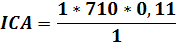 ICA = 1 * 710 * 0, 11 / 1